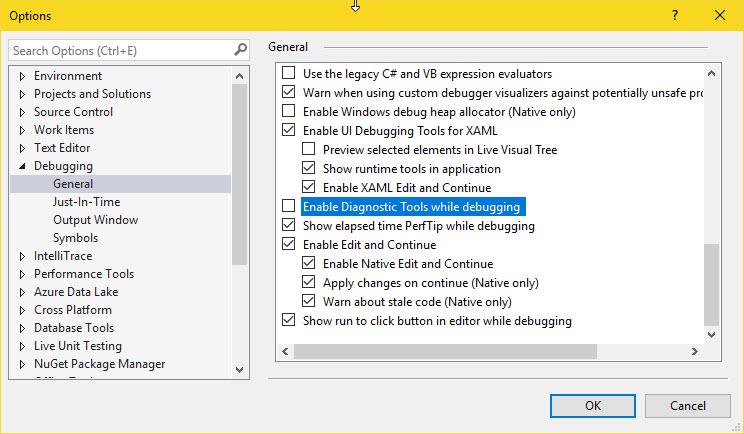 Options
?
Search Options (Ctrl+E)
Environment
Projects and Solutions
Source Control
Work Items
Text Editor
Debugging
General
Just-In-Time
Output Window
Symbols
IntelliTrace
Performance Tools
Azure Data Lake
Cross Platform
Database Tools
Live Unit Testing
NuGet Package Manager
General
Use the legacy C# and VB expression evaluators
Warn when using custom debugger visualizers against potentially unsafe pro
Enable Windows debug heap allocator (Native only)
Enable UI Debugging Tools for XAML
Preview selected elements in Live Visual Tree
Show runtime tools in application
Enable XAML Edit and Continue
Enable Diagnostic Tools while debugging
Show elapsed time PerfTip while debugging
Enable Edit and Continue
Enable Native Edit and Continue
Apply changes on continue (Native only)
Warn about stale code (Native only)
Show run to click button in editor while debugging
OK
Cancel